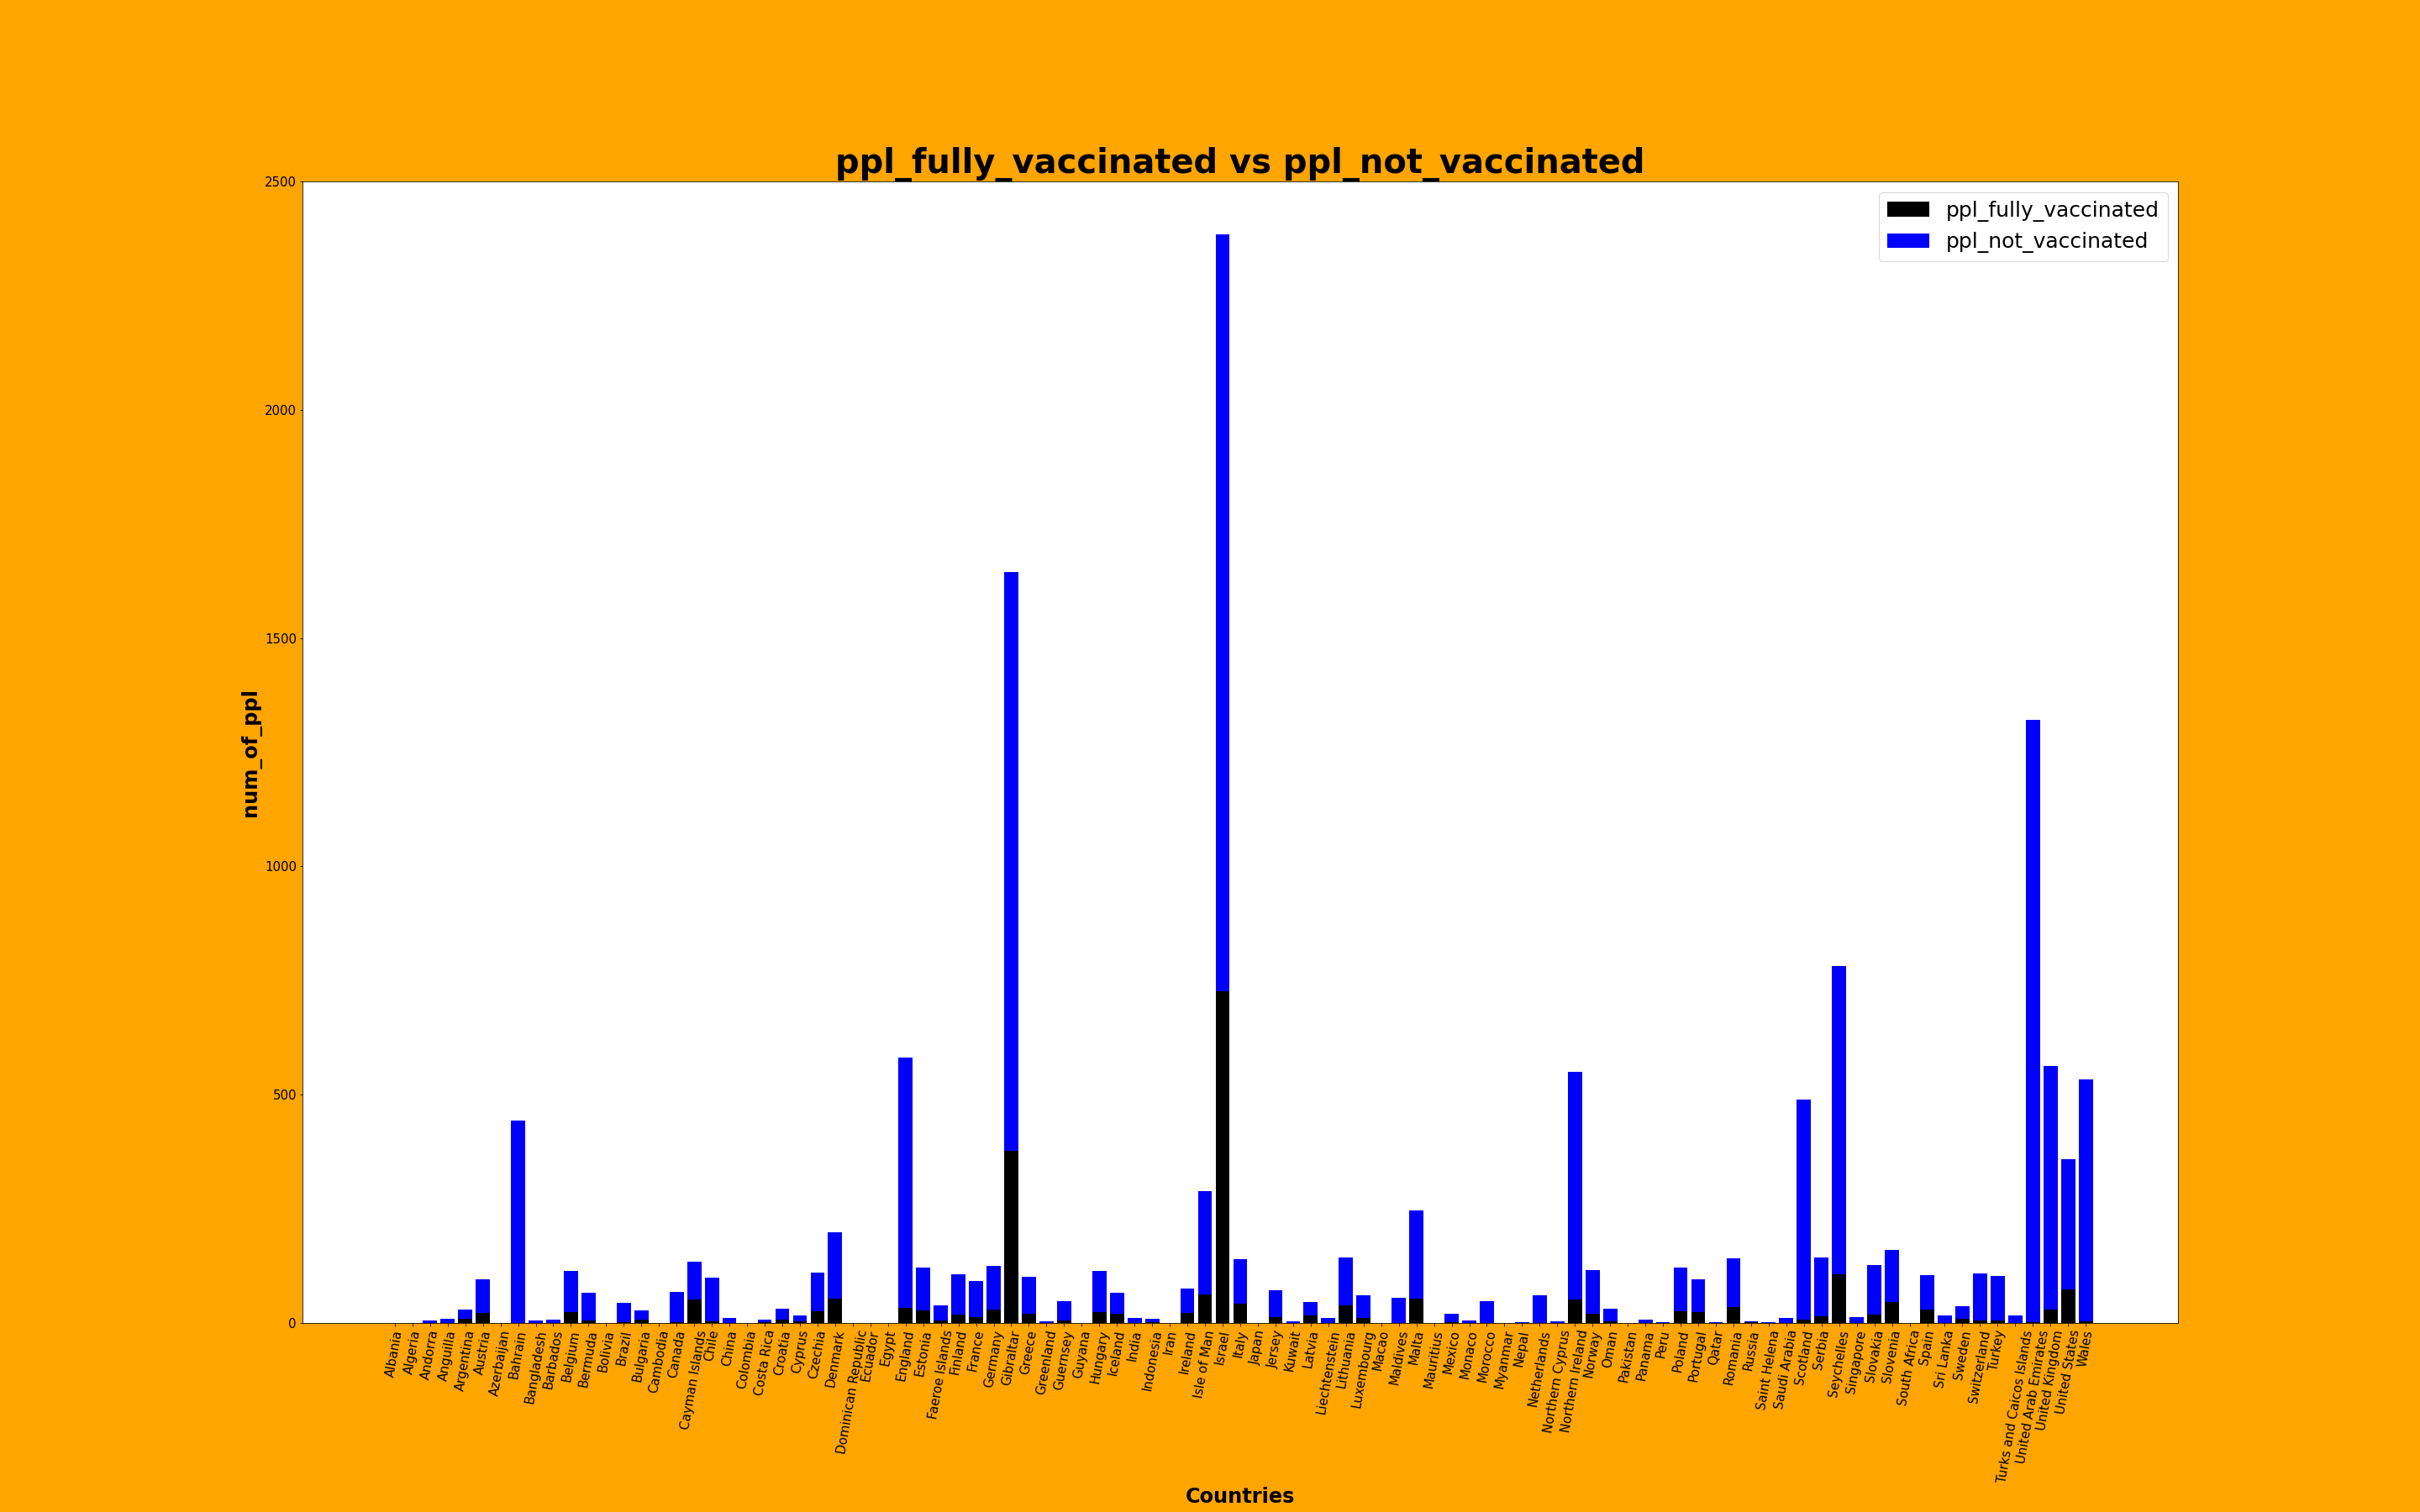 ppl_fully_vaccinated vs ppl_not_vaccinated
ppl_fully_vaccinated
ppl_not_vaccinated
2500
2000
1500
1000
500
0
num_of_ppl
Albania
Algeria
Andorra
Anguilla
Argentina
Austria
Azerbaijan
Bahrain
Bangladesh
Barbados
Belgium
Bermuda
Bolivia
Brazil
Bulgaria
Cambodia
Canada
Cayman Islands
Chile
China
Colombia
Costa Rica
Croatia
Cyprus
Czechia
Denmark
Dominican Republic
Ecuador
Egypt
England
Estonia
Faeroe Islands
Finland
France
Germany
Gibraltar
Greece
Greenland
Guernsey
Guyana
Hungary
Iceland
India
Indonesia
Iran
Ireland
Isle of Man
Israel
Italy
Japan
Jersey
Kuwait
Latvia
Liechtenstein
Lithuania
Luxembourg
Macao
Maldives
Malta
Mauritius
Mexico
Monaco
Morocco
Myanmar
Nepal
Netherlands
Northern Cyprus
Northern Ireland
Norway
Oman
Pakistan
Panama
Peru
Poland
Portugal
Qatar
Romania
Russia
Saint Helena
Saudi Arabia
Scotland
Serbia
Seychelles
Singapore
Slovakia
Slovenia
South Africa
Spain
Sri Lanka
Sweden
Switzerland
Turkey
Turks and Caicos Islands
United Arab Emirates
United Kingdom
United States
Wales
Countries